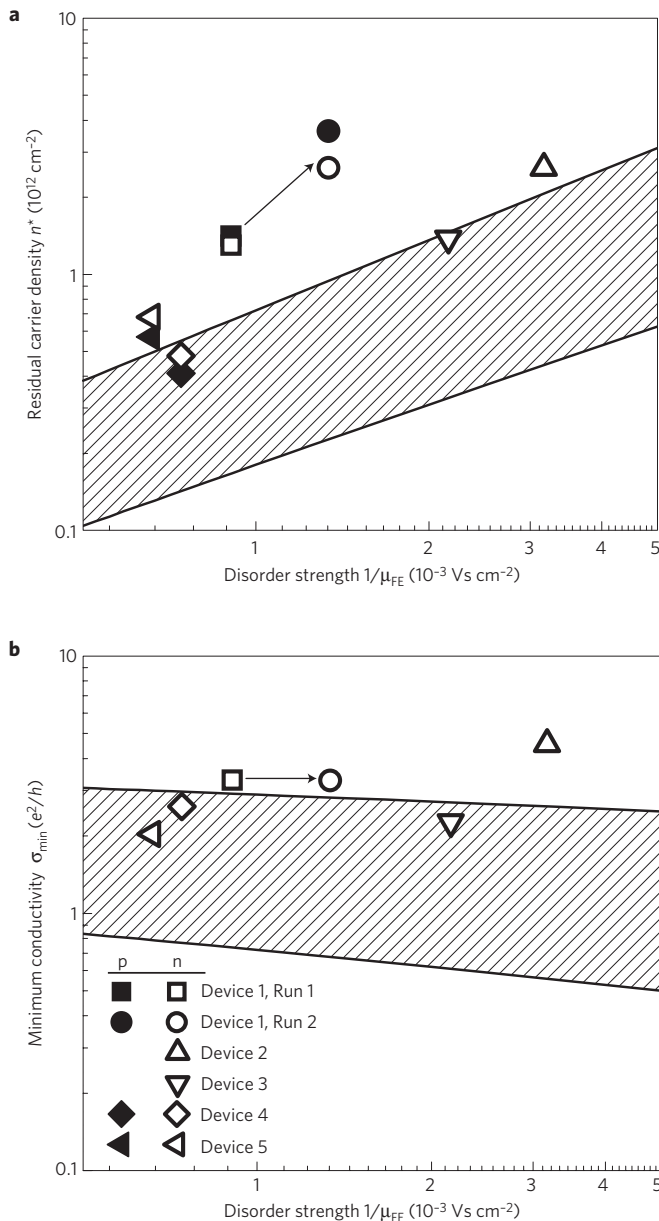 a
10
1
0.1
Residual carrier density n* (10¹² cm⁻²)
1 2 3 4 5
Disorder strength 1/μFE (10⁻³ Vs cm⁻²)
b
10
1
0.1
Minimum conductivity σmin (e²/h)
p n
Device 1, Run 1
Device 1, Run 2
Device 2
Device 3
Device 4
Device 5
1 2 3 4 5
Disorder strength 1/μFE (10⁻³ Vs cm⁻²)